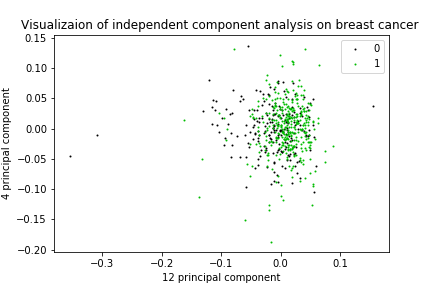 Visualizaion of independent component analysis on breast cancer
0.15
0.10
0.05
0.00
−0.05
−0.10
−0.15
−0.20
4 principal component
0
1
−0.3 −0.2 −0.1 0.0 0.1
12 principal component